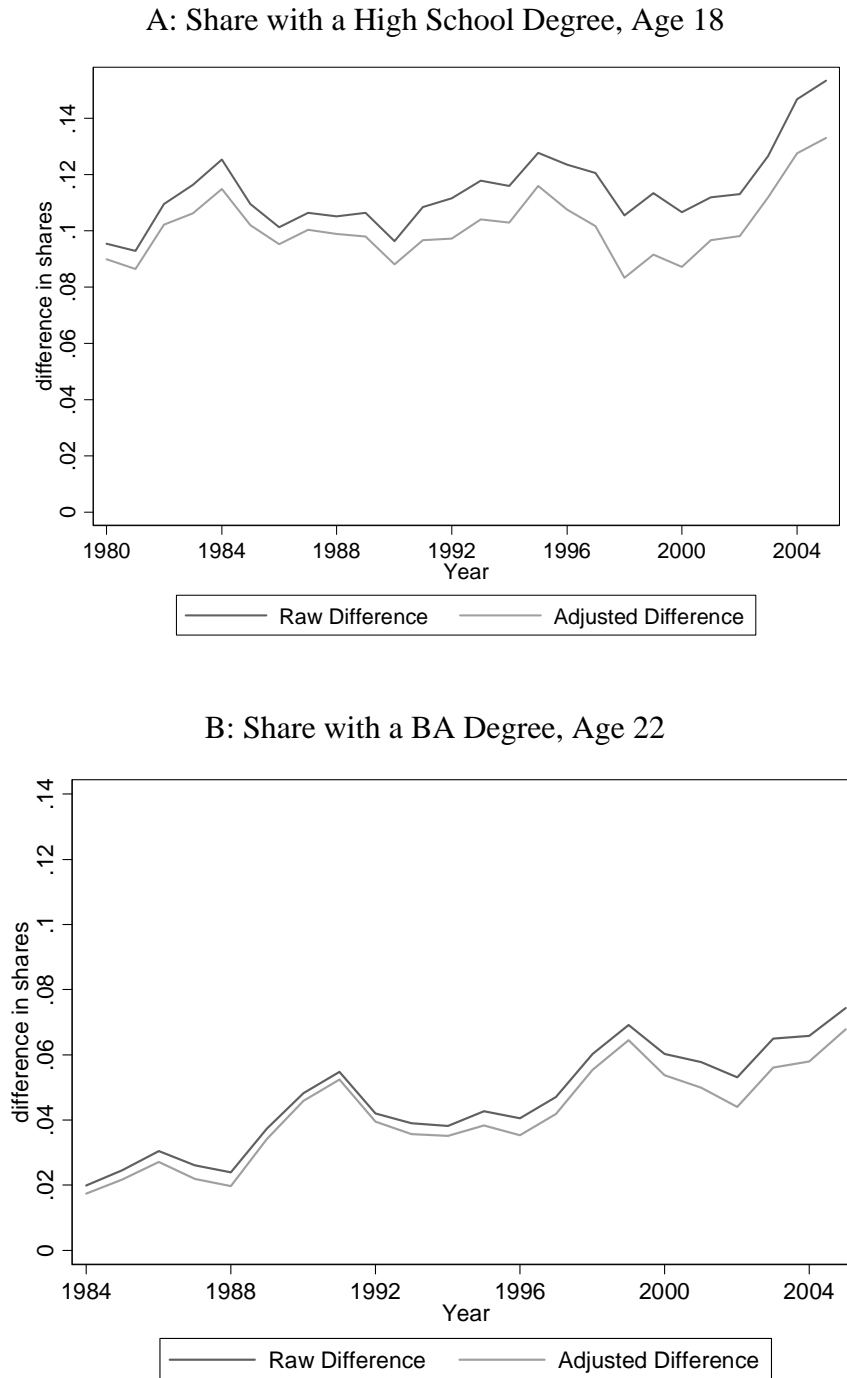 A: Share with a High School Degree, Age 18
difference in shares
.14
.12
.1
.08
.06
.04
.02
0
1980 1984 1988 1992 1996 2000 2004
Year
Raw Difference Adjusted Difference
B: Share with a BA Degree, Age 22
difference in shares
.14
.12
.1
.08
.06
.04
.02
0
1984 1988 1992 1996 2000 2004
Year
Raw Difference Adjusted Difference